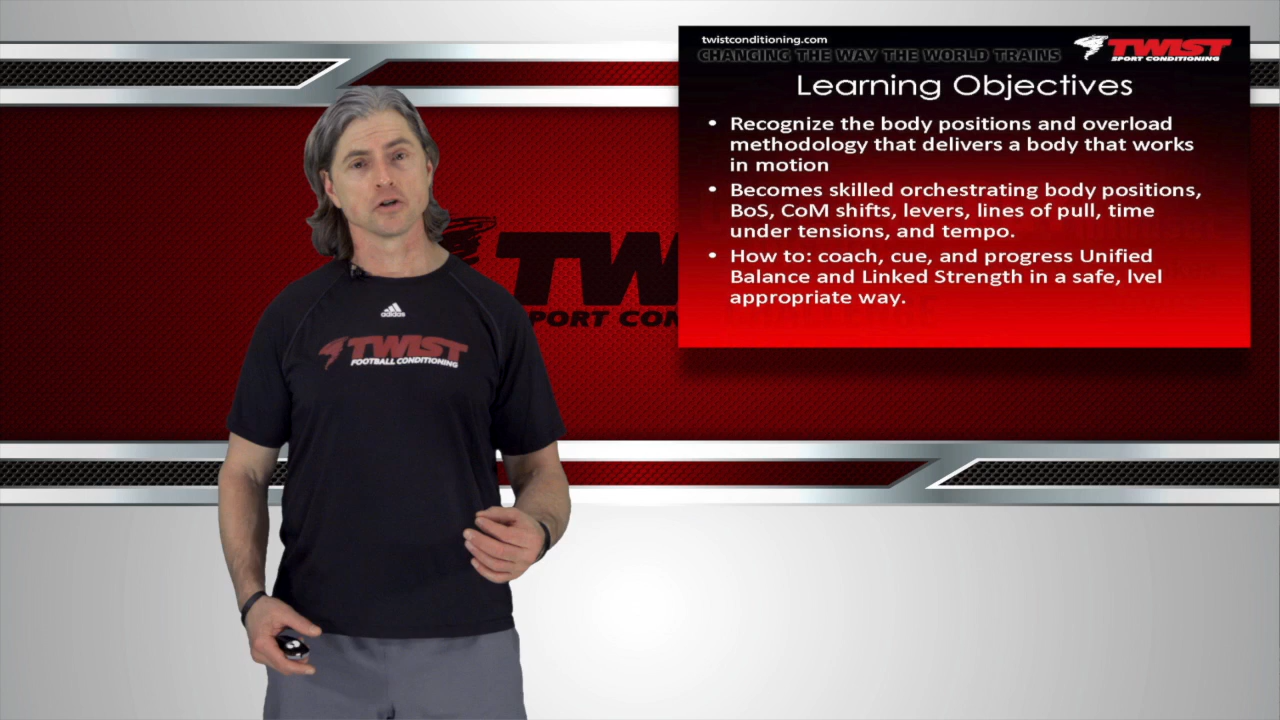 twistconditioning.com
CHANGING THE WAY THE WORLD TRAINS
TWIST
SPORT CONDITIONING
Learning Objectives
• Recognize the body positions and overload
methodology that delivers a body that works
in motion
• Becomes skilled orchestrating body positions,
BoS, CoM shifts, levers, lines of pull, time
under tensions, and tempo.
• How to: coach, cue, and progress Unified
Balance and Linked Strength in a safe, lvel
appropriate way.
adidas
TWIST
FOOTBALL CONDITIONING